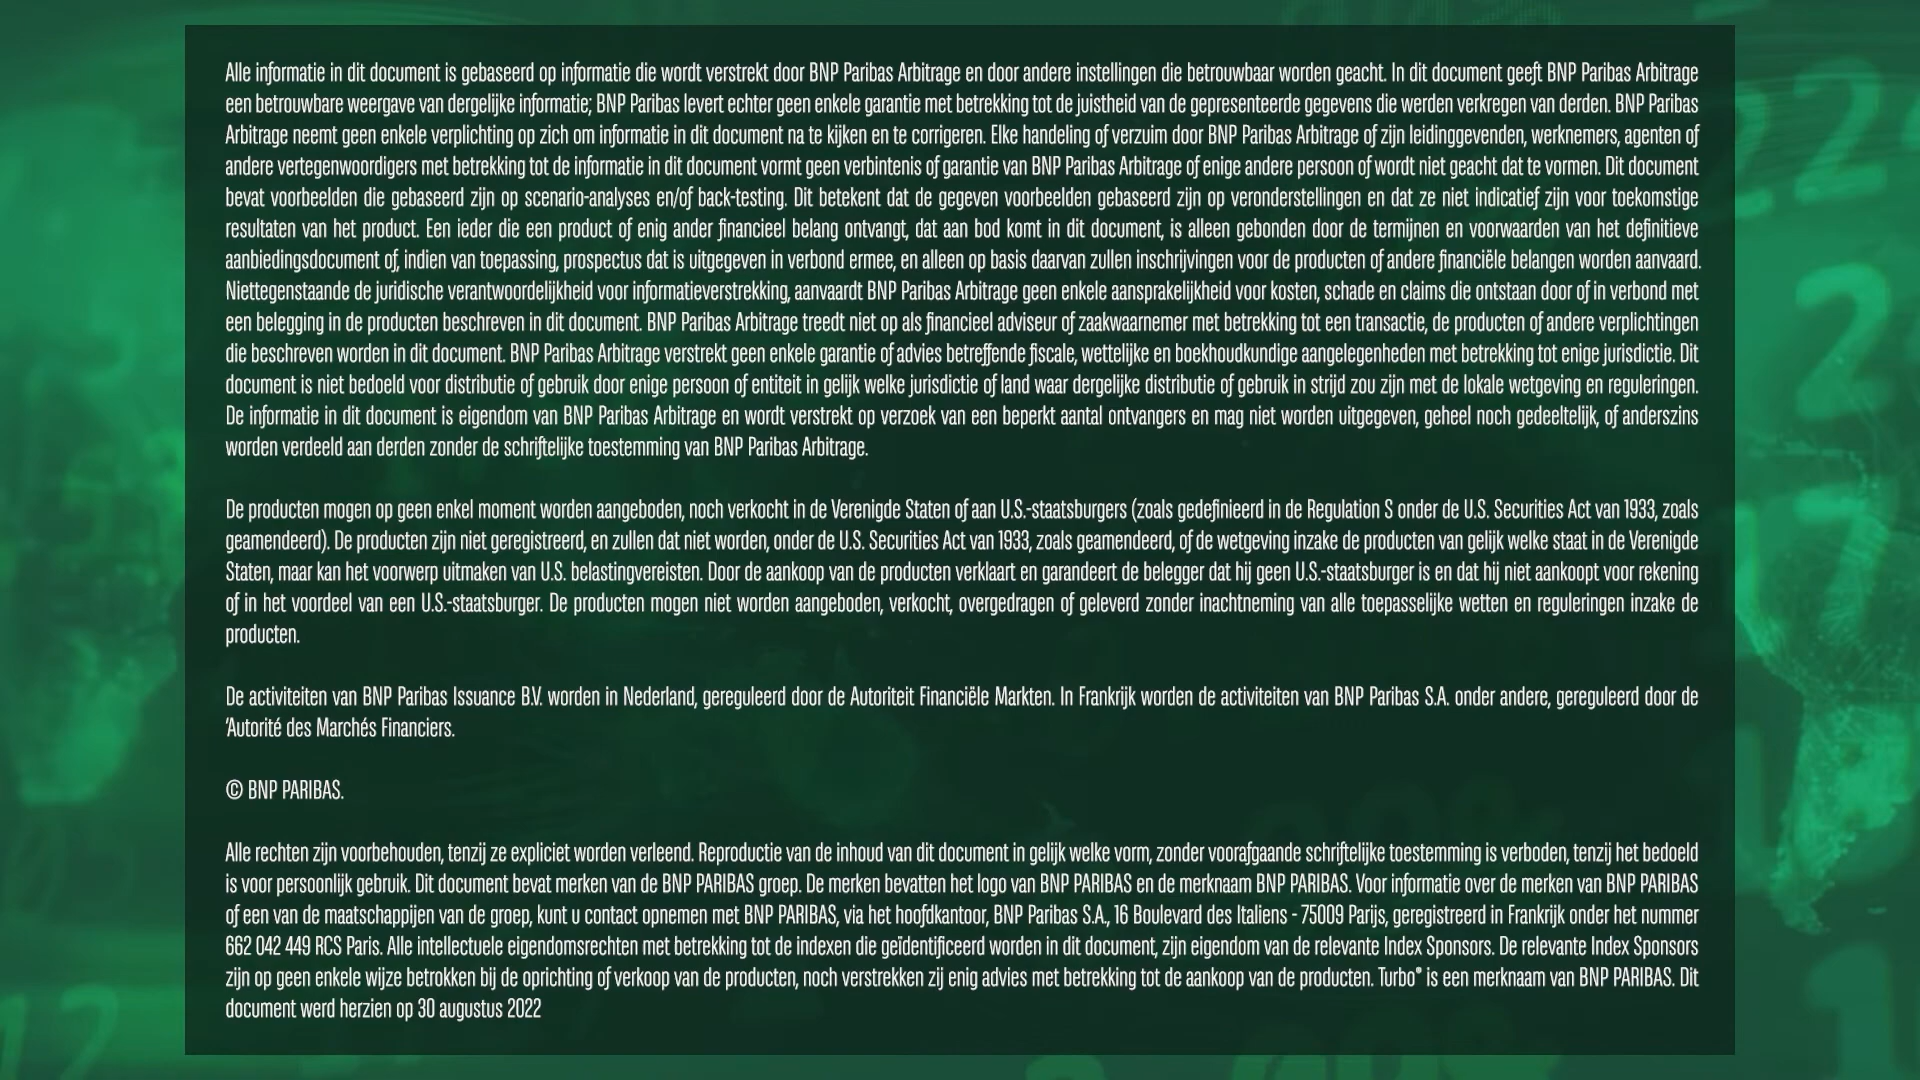 Alle informatie in dit document is gebaseerd op informatie die wordt verstrekt door BNP Paribas Arbitrage en door andere instellingen die betrouwbaar worden geacht. In dit document geeft BNP Paribas Arbitrage
een betrouwbare weergave van dergelijke informatie; BNP Paribas levert echter geen enkele garantie met betrekking tot de juistheid van de gepresenteerde gegevens die werden verkregen van derden. BNP Paribas
Arbitrage neemt geen enkele verplichting op zich om informatie in dit document na te kijken en te corrigeren. Elke handeling of verzuim door BNP Paribas Arbitrage of zijn leidinggevenden, werknemers, agenten of
andere vertegenwoordigers met betrekking tot de informatie in dit document vormt geen verbintenis of garantie van BNP Paribas Arbitrage of enige andere persoon of wordt niet geacht dat te vormen. Dit document
bevat voorbeelden die gebaseerd zijn op scenario-analyses en/of back-testing. Dit betekent dat de gegeven voorbeelden gebaseerd zijn op veronderstellingen en dat ze niet indicatief zijn voor toekomstige
resultaten van het product. Een ieder die een product of enig ander financieel belang ontvangt, dat aan bod komt in dit document, is alleen gebonden door de termijnen en voorwaarden van het definitieve
aanbiedingsdocument of, indien van toepassing, prospectus dat is uitgegeven in verbond ermee, en alleen op basis daarvan zullen inschrijvingen voor de producten of andere financiële belangen worden aanvaard.
Niettegenstaande de juridische verantwoordelijkheid voor informatieverstrekking, aanvaardt BNP Paribas Arbitrage geen enkele aansprakelijkheid voor kosten, schade en claims die ontstaan door of in verbond met
een belegging in de producten beschreven in dit document. BNP Paribas Arbitrage treedt niet op als financieel adviseur of zaakwaarnemer met betrekking tot een transactie, de producten of andere verplichtingen
die beschreven worden in dit document. BNP Paribas Arbitrage verstrekt geen enkele garantie of advies betreffende fiscale, wettelijke en boekhoudkundige aangelegenheden met betrekking tot enige jurisdictie. Dit
document is niet bedoeld voor distributie of gebruik door enige persoon of entiteit in gelijk welke jurisdictie of land waar dergelijke distributie of gebruik in strijd zou zijn met de lokale wetgeving en reguleringen.
De informatie in dit document is eigendom van BNP Paribas Arbitrage en wordt verstrekt op verzoek van een beperkt aantal ontvangers en mag niet worden uitgegeven, geheel noch gedeeltelijk, of anderszins
worden verdeeld aan derden zonder de schriftelijke toestemming van BNP Paribas Arbitrage.
De producten mogen op geen enkel moment worden aangeboden, noch verkocht in de Verenigde Staten of aan U.S.-staatsburgers (zoals gedefinieerd in de Regulation S onder de U.S. Securities Act van 1933, zoals
geamendeerd). De producten zijn niet geregistreerd, en zullen dat niet worden, onder de U.S. Securities Act van 1933, zoals geamendeerd, of de wetgeving inzake de producten van gelijk welke staat in de Verenigde
Staten, maar kan het voorwerp uitmaken van U.S. belastingvereisten. Door de aankoop van de producten verklaart en garandeert de belegger dat hij geen U.S.-staatsburger is en dat hij niet aankoopt voor rekening
of in het voordeel van een U.S.-staatsburger. De producten mogen niet worden aangeboden, verkocht, overgedragen of geleverd zonder inachtneming van alle toepasselijke wetten en reguleringen inzake de
producten.
De activiteiten van BNP Paribas Issuance B.V. worden in Nederland, gereguleerd door de Autoriteit Financiële Markten. In Frankrijk worden de activiteiten van BNP Paribas S.A. onder andere, gereguleerd door de
'Autorité des Marchés Financiers.
© BNP PARIBAS.
Alle rechten zijn voorbehouden, tenzij ze expliciet worden verleend. Reproductie van de inhoud van dit document in gelijk welke vorm, zonder voorafgaande schriftelijke toestemming is verboden, tenzij het bedoeld
is voor persoonlijk gebruik. Dit document bevat merken van de BNP PARIBAS groep. De merken bevatten het logo van BNP PARIBAS en de merknaam BNP PARIBAS. Voor informatie over de merken van BNP PARIBAS
of een van de maatschappijen van de groep, kunt u contact opnemen met BNP PARIBAS, via het hoofdkantoor, BNP Paribas S.A., 16 Boulevard des Italiens - 75009 Parijs, geregistreerd in Frankrijk onder het nummer
662 042 449 RCS Paris. Alle intellectuele eigendomsrechten met betrekking tot de indexen die geïdentificeerd worden in dit document, zijn eigendom van de relevante Index Sponsors. De relevante Index Sponsors
zijn op geen enkele wijze betrokken bij de oprichting of verkoop van de producten, noch verstrekken zij enig advies met betrekking tot de aankoop van de producten. Turbo® is een merknaam van BNP PARIBAS. Dit
document werd herzien op 30 augustus 2022